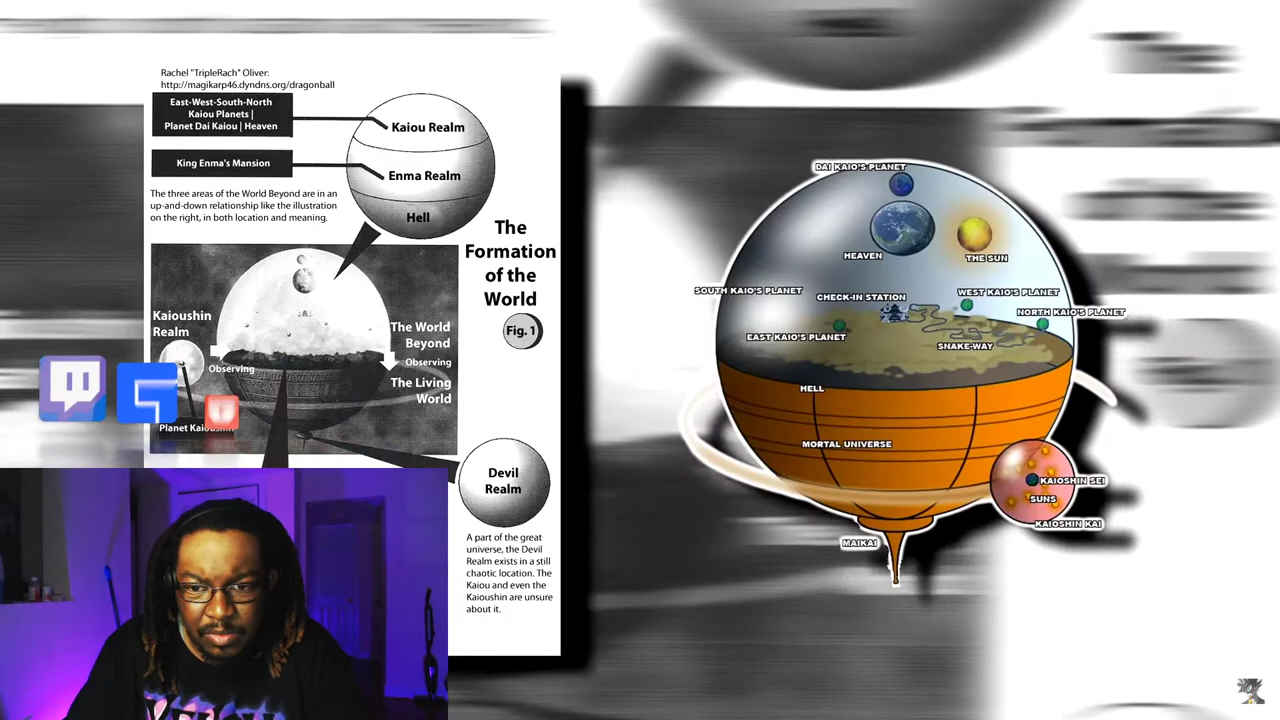 Rachel "TripleRach" Oliver:
http://magikarp46.dyndns.org/dragonball
East-West-South-North
Kaiou Planets |
Planet Dai Kaiou | Heaven
King Enma's Mansion
The three areas of the World Beyond are in an
up-and-down relationship like the illustration
on the right, in both location and meaning.
Kaiou Realm
Enma Realm
Hell
The
Formation
of the
World
Fig. 1
Kaioushin
Realm
Observing
The World
Beyond
Observing
The Living
World
Planet Kaioushin
Devil
Realm
A part of the great
universe, the Devil
Realm exists in a still
chaotic location. The
Kaiou and even the
Kaioushin are unsure
about it.
DAI KAIO'S PLANET
HEAVEN
THE SUN
SOUTH KAIO'S PLANET
CHECK-IN STATION
WEST KAIO'S PLANET
NORTH KAIO'S PLANET
EAST KAIO'S PLANET
SNAKE-WAY
HELL
MORTAL UNIVERSE
KAIOSHIN SEI
SUNS
KAIOSHIN KAI
MAIKAI